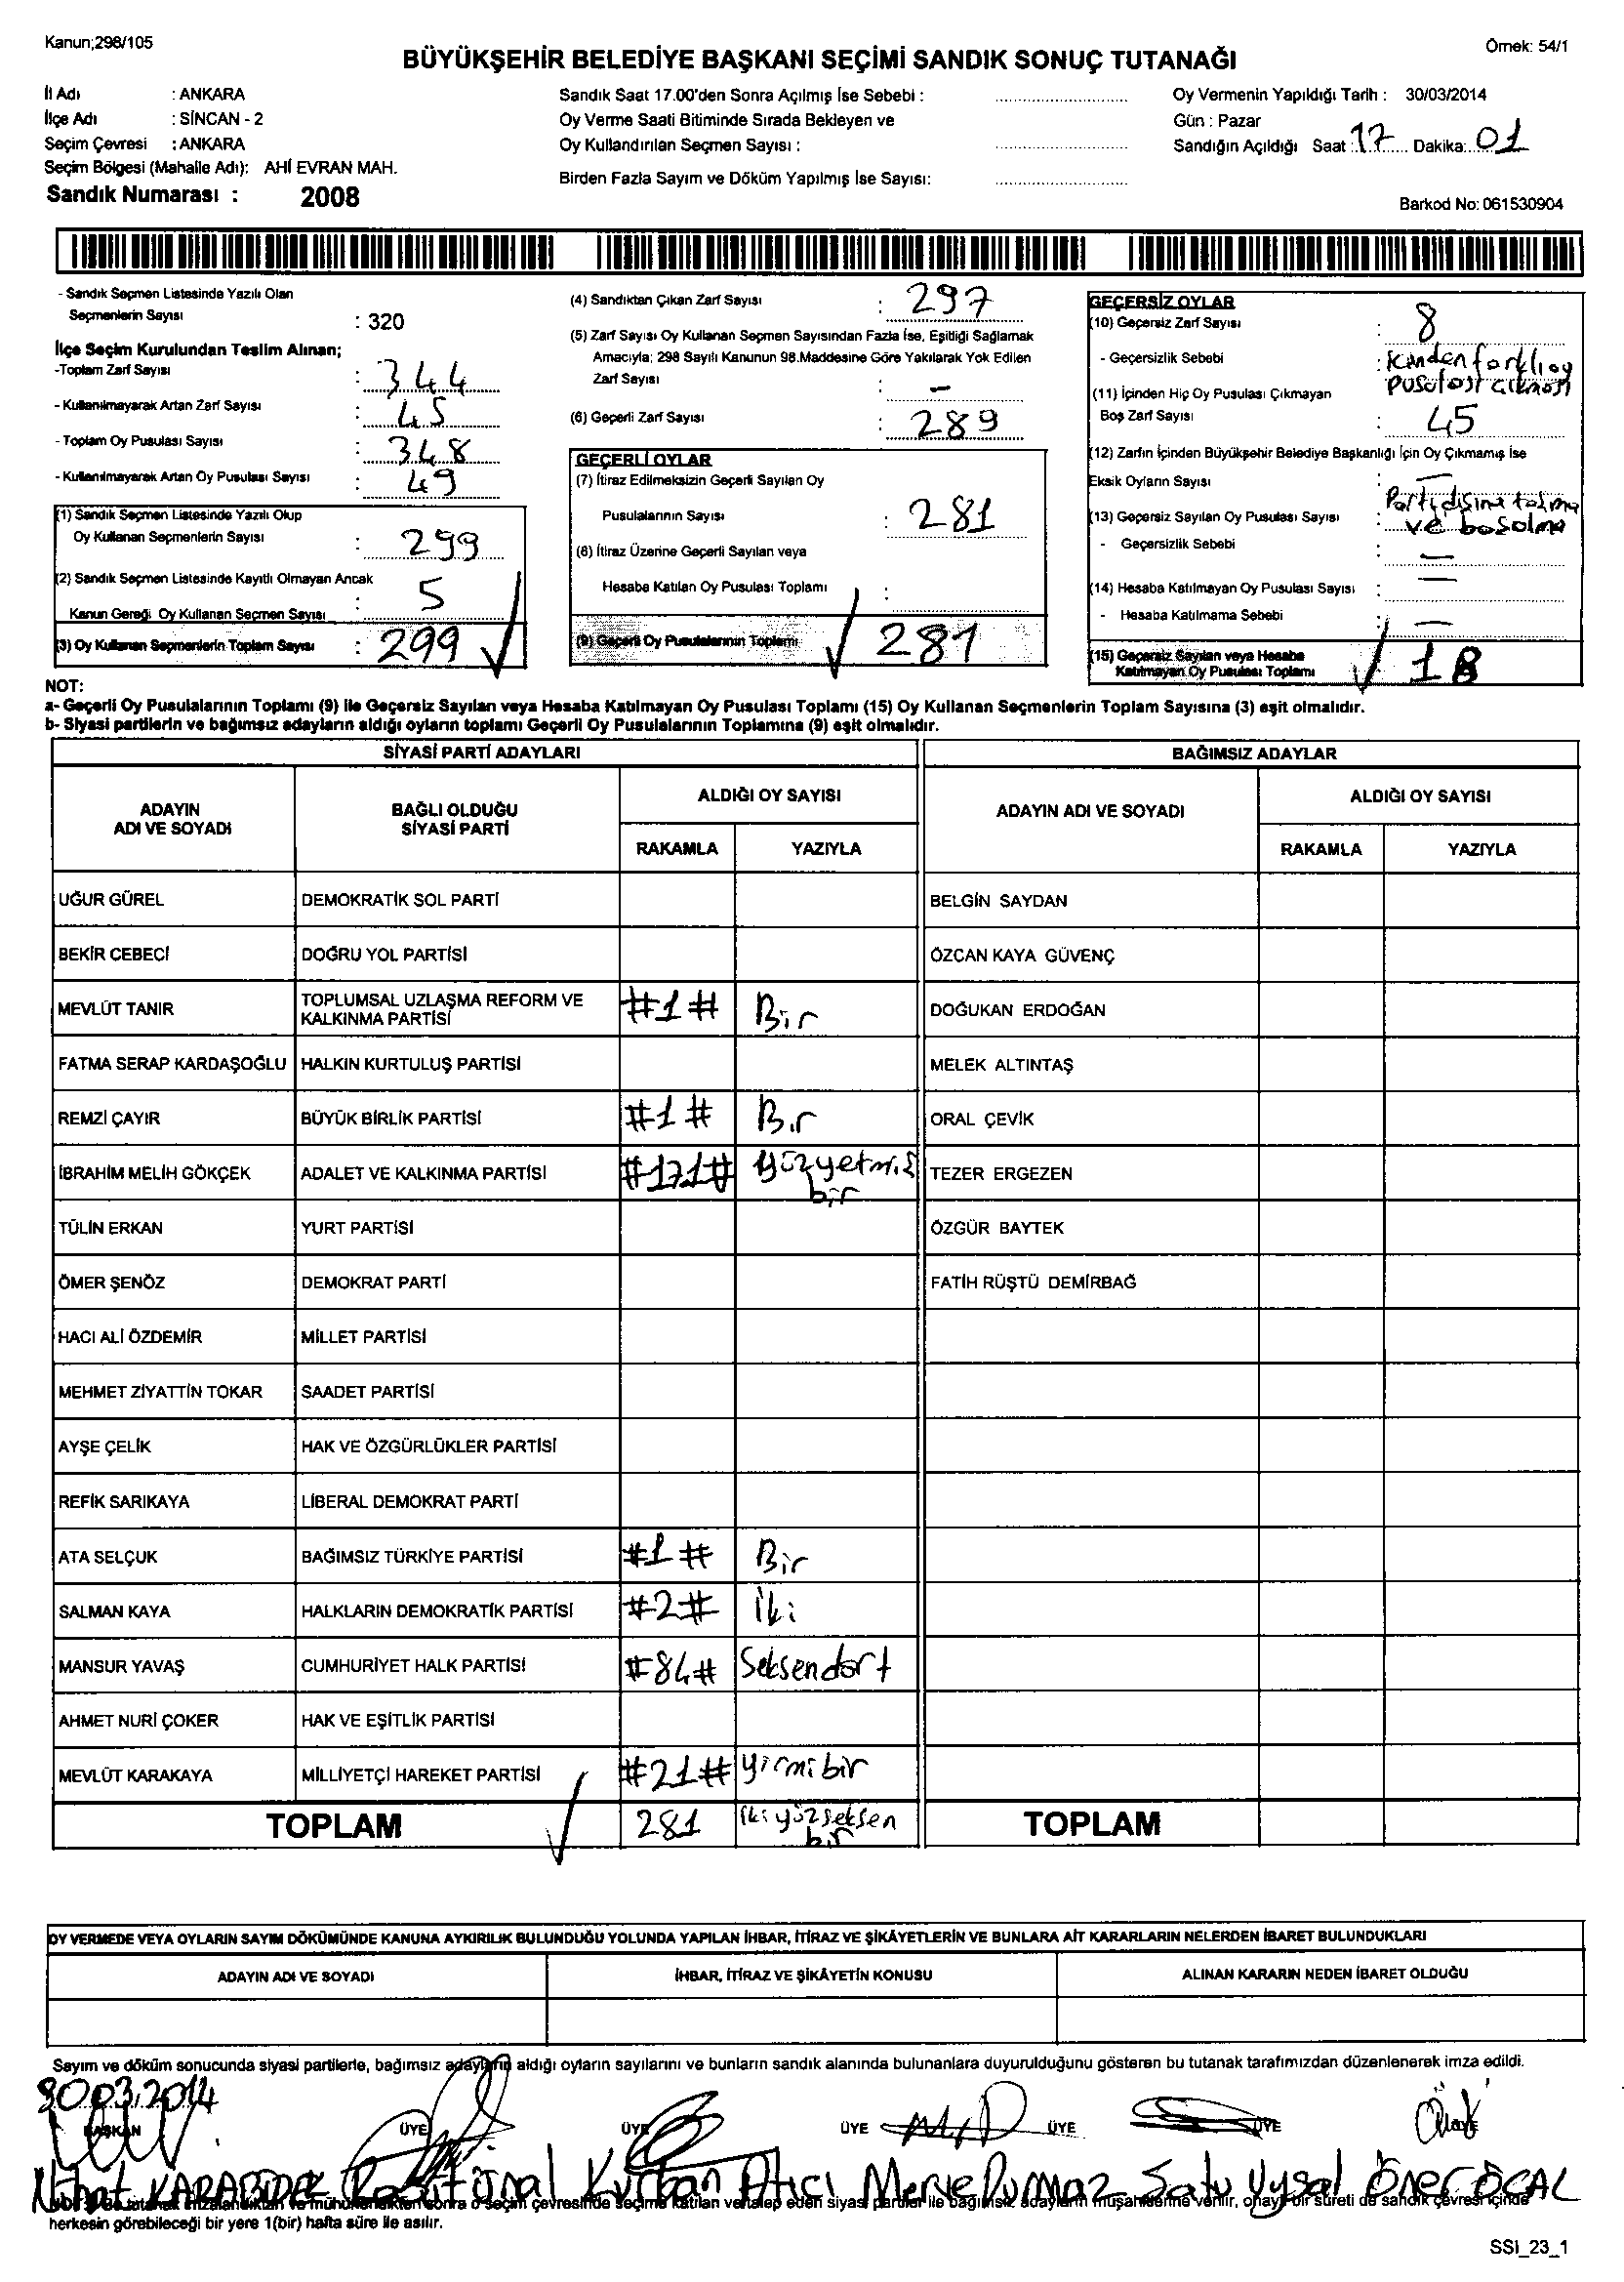 Kanun;298/105
Örnek: 54/1
BÜYÜKŞEHİR BELEDİYE BAŞKANI SEÇİMİ SANDIK SONUÇ TUTANAĞI
İl Adı : ANKARA
İlçe Adı : SİNCAN - 2
Seçim Çevresi : ANKARA
Seçim Bölgesi (Mahalle Adı): AHİ EVRAN MAH.
Sandık Numarası : 2008
Sandık Saat 17.00'den Sonra Açılmış İse Sebebi :
Oy Verme Saati Bitiminde Sırada Bekleyen ve
Oy Kullandırılan Seçmen Sayısı :
Birden Fazla Sayım ve Döküm Yapılmış İse Sayısı:
Oy Vermenin Yapıldığı Tarih : 30/03/2014
Gün : Pazar
Sandığın Açıldığı Saat : 17 Dakika: 01
Barkod No: 061530904
- Sandık Seçmen Listesinde Yazılı Olan
Seçmenlerin Sayısı : 320
İlçe Seçim Kurulundan Teslim Alınan;
-Toplam Zarf Sayısı : 344
- Kullanılmayarak Artan Zarf Sayısı : 45
- Toplam Oy Pusulası Sayısı : 348
- Kullanılmayarak Artan Oy Pusulası Sayısı : 49
(1) Sandık Seçmen Listesinde Yazılı Olup
Oy Kullanan Seçmenlerin Sayısı : 299
(2) Sandık Seçmen Listesinde Kayıtlı Olmayan Ancak
Kanun Gereği Oy Kullanan Seçmen Sayısı : 5
(3) Oy Kullanan Seçmenlerin Toplam Sayısı : 299
(4) Sandıktan Çıkan Zarf Sayısı : 297
(5) Zarf Sayısı Oy Kullanan Seçmen Sayısından Fazla İse, Eşitliği Sağlamak
Amacıyla; 298 Sayılı Kanunun 98.Maddesine Göre Yakılarak Yok Edilen
Zarf Sayısı : -
(6) Geçerli Zarf Sayısı : 289
GEÇERLİ OYLAR
(7) İtiraz Edilmeksizin Geçerli Sayılan Oy
Pusulalarının Sayısı : 281
(8) İtiraz Üzerine Geçerli Sayılan veya
Hesaba Katılan Oy Pusulası Toplamı :
(9) Geçerli Oy Pusulalarının Toplamı 281
GEÇERSİZ OYLAR
(10) Geçersiz Zarf Sayısı : 8
- Geçersizlik Sebebi : icinden farklı oy
pusulası cıkması
(11) İçinden Hiç Oy Pusulası Çıkmayan
Boş Zarf Sayısı : 45
(12) Zarfın İçinden Büyükşehir Belediye Başkanlığı İçin Oy Çıkmamış İse
Eksik Oyların Sayısı : -
(13) Geçersiz Sayılan Oy Pusulası Sayısı : Parti dışına taşma
ve bosolma
- Geçersizlik Sebebi : -
(14) Hesaba Katılmayan Oy Pusulası Sayısı : -
- Hesaba Katılmama Sebebi : -
(15) Geçersiz Sayılan veya Hesaba
Katılmayan Oy Pusulası Toplamı 18
NOT:
a- Geçerli Oy Pusulalarının Toplamı (9) ile Geçersiz Sayılan veya Hesaba Katılmayan Oy Pusulası Toplamı (15) Oy Kullanan Seçmenlerin Toplam Sayısına (3) eşit olmalıdır.
b- Siyasi partilerin ve bağımsız adayların aldığı oyların toplamı Geçerli Oy Pusulalarının Toplamına (9) eşit olmalıdır.
SİYASİ PARTİ ADAYLARI
BAĞIMSIZ ADAYLAR
ADAYIN
ADI VE SOYADI
BAĞLI OLDUĞU
SİYASİ PARTİ
ALDIĞI OY SAYISI
RAKAMLA YAZIYLA
ADAYIN ADI VE SOYADI
ALDIĞI OY SAYISI
RAKAMLA YAZIYLA
UĞUR GÜREL DEMOKRATİK SOL PARTİ BELGİN SAYDAN
BEKİR CEBECİ DOĞRU YOL PARTİSİ ÖZCAN KAYA GÜVENÇ
MEVLÜT TANIR TOPLUMSAL UZLAŞMA REFORM VE
KALKINMA PARTİSİ #1# Bir DOĞUKAN ERDOĞAN
FATMA SERAP KARDAŞOĞLU HALKIN KURTULUŞ PARTİSİ MELEK ALTINTAŞ
REMZİ ÇAYIR BÜYÜK BİRLİK PARTİSİ #1# Bir ORAL ÇEVİK
İBRAHİM MELİH GÖKÇEK ADALET VE KALKINMA PARTİSİ #171# yüzyetmiş
bir TEZER ERGEZEN
TÜLİN ERKAN YURT PARTİSİ ÖZGÜR BAYTEK
ÖMER ŞENÖZ DEMOKRAT PARTİ FATİH RÜŞTÜ DEMİRBAĞ
HACI ALİ ÖZDEMİR MİLLET PARTİSİ
MEHMET ZİYATTİN TOKAR SAADET PARTİSİ
AYŞE ÇELİK HAK VE ÖZGÜRLÜKLER PARTİSİ
REFİK SARIKAYA LİBERAL DEMOKRAT PARTİ
ATA SELÇUK BAĞIMSIZ TÜRKİYE PARTİSİ #1# Bir
SALMAN KAYA HALKLARIN DEMOKRATİK PARTİSİ #2# İki
MANSUR YAVAŞ CUMHURİYET HALK PARTİSİ #84# Seksendört
AHMET NURİ ÇOKER HAK VE EŞİTLİK PARTİSİ
MEVLÜT KARAKAYA MİLLİYETÇİ HAREKET PARTİSİ #21# yirmibir
TOPLAM 281 iki yüzseksen
bir TOPLAM
OY VERMEDE VEYA OYLARIN SAYIM DÖKÜMÜNDE KANUNA AYKIRILIK BULUNDUĞU YOLUNDA YAPILAN İHBAR, İTİRAZ VE ŞİKÂYETLERİN VE BUNLARA AİT KARARLARIN NELERDEN İBARET BULUNDUKLARI
ADAYIN ADI VE SOYADI İHBAR, İTİRAZ VE ŞİKÂYETİN KONUSU ALINAN KARARIN NEDEN İBARET OLDUĞU
Sayım ve döküm sonucunda siyasi partilerle, bağımsız adayların aldığı oyların sayılarını ve bunların sandık alanında bulunanlara duyurulduğunu gösteren bu tutanak tarafımızdan düzenlenerek imza edildi.
30.03.2014
BAŞKAN ÜYE ÜYE ÜYE ÜYE ÜYE
Nihat Raşit Önal Kurban Atıcı Merve Durmaz Satu Uysal Ömer ÖCAL
NOT: Bu tutanak imzalandıktan ve mühürlendikten sonra o seçim çevresinde seçime katılan ve talep eden siyasi partiler ile bağımsız adayların müşahitlerine verilir, onaylı bir sureti de sandık çevresi içinde
herkesin görebileceği bir yere 1(bir) hafta süre ile asılır.
SSI_23_1